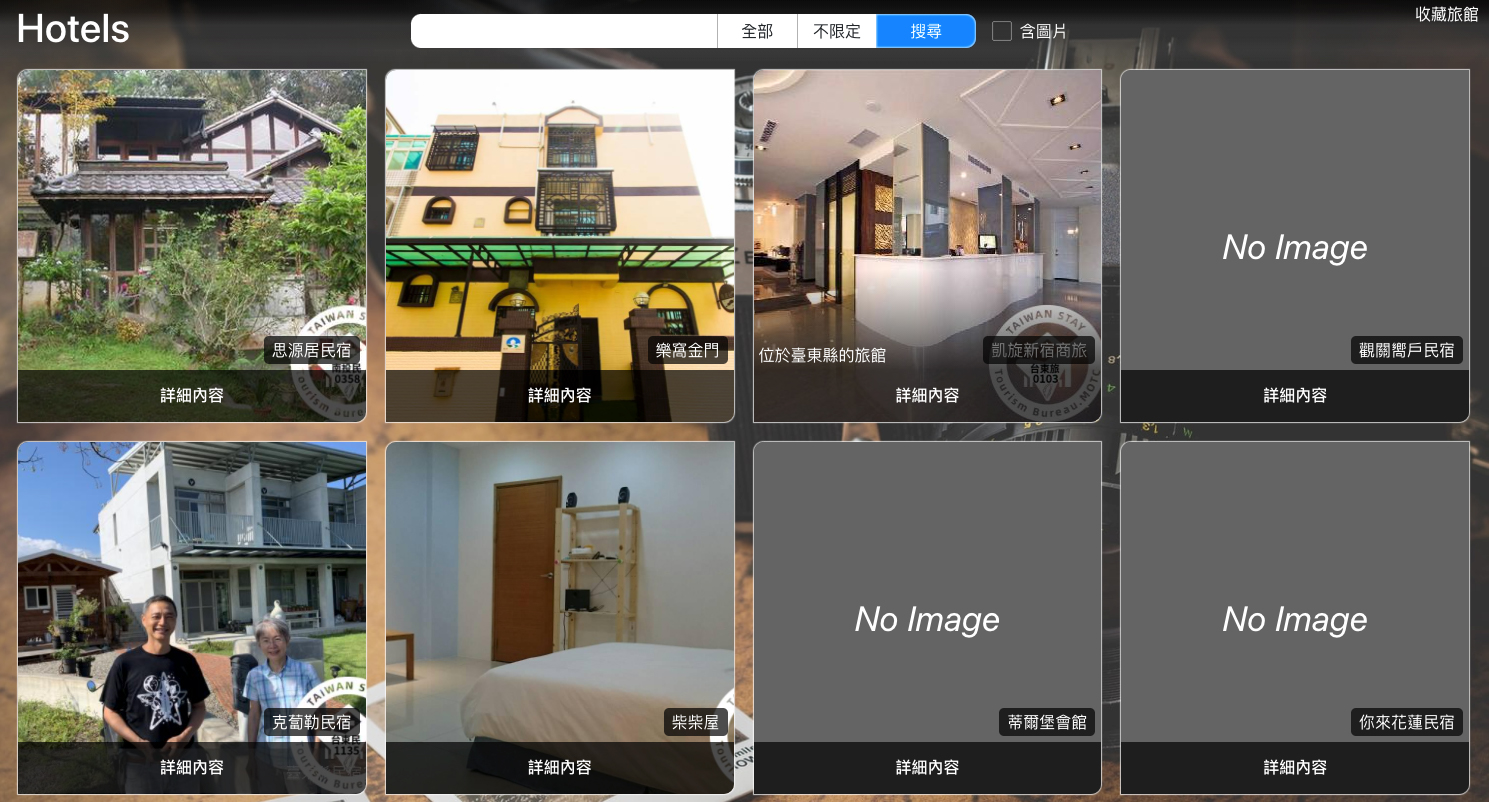 Hotels
全部
不限定
搜尋
含圖片
收藏旅館
TAIWAN STAY
0358
思源居民宿
詳細內容
樂窩金門
詳細內容
TAIWAN STAY
位於臺東縣的旅館
凱旋新宿商旅
台東旅
0103
Tourism Bureau, MOTC
詳細內容
No Image
觀關嚮戶民宿
詳細內容
TAIWAN S
克蔔勒民宿
台東民
1135
詳細內容
柴柴屋
詳細內容
No Image
蒂爾堡會館
詳細內容
No Image
你來花蓮民宿
詳細內容